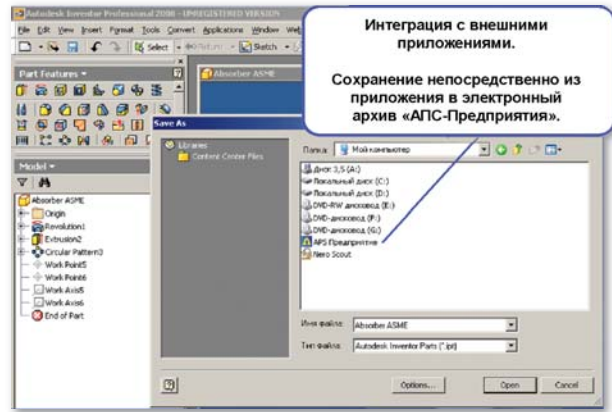 Autodesk Inventor Professional 2008 - UNREGISTERED VERSION
File Edit View Insert Format Tools Convert Applications Window Web
Select
Return
Sketch
Part Features
Absorber ASME
Model
Absorber ASME
Origin
Revolution1
Extrusion2
Circular Pattern3
Work Point5
Work Point6
Work Axis5
Work Axis6
End of Part
Интеграция с внешними
приложениями.
Сохранение непосредственно из
приложения в электронный
архив «АПС-Предприятия».
Save As
Libraries
Content Center Files
Папка: Мой компьютер
Диск 3,5 (A:)
Локальный диск (C:)
Локальный диск (D:)
DVD-RW дисковод (E:)
DVD-дисковод (F:)
DVD-дисковод (G:)
APS Предприятие
Nero Scout
Имя файла: Absorber ASME
Тип файла: Autodesk Inventor Parts (*.ipt)
Options... Open Cancel